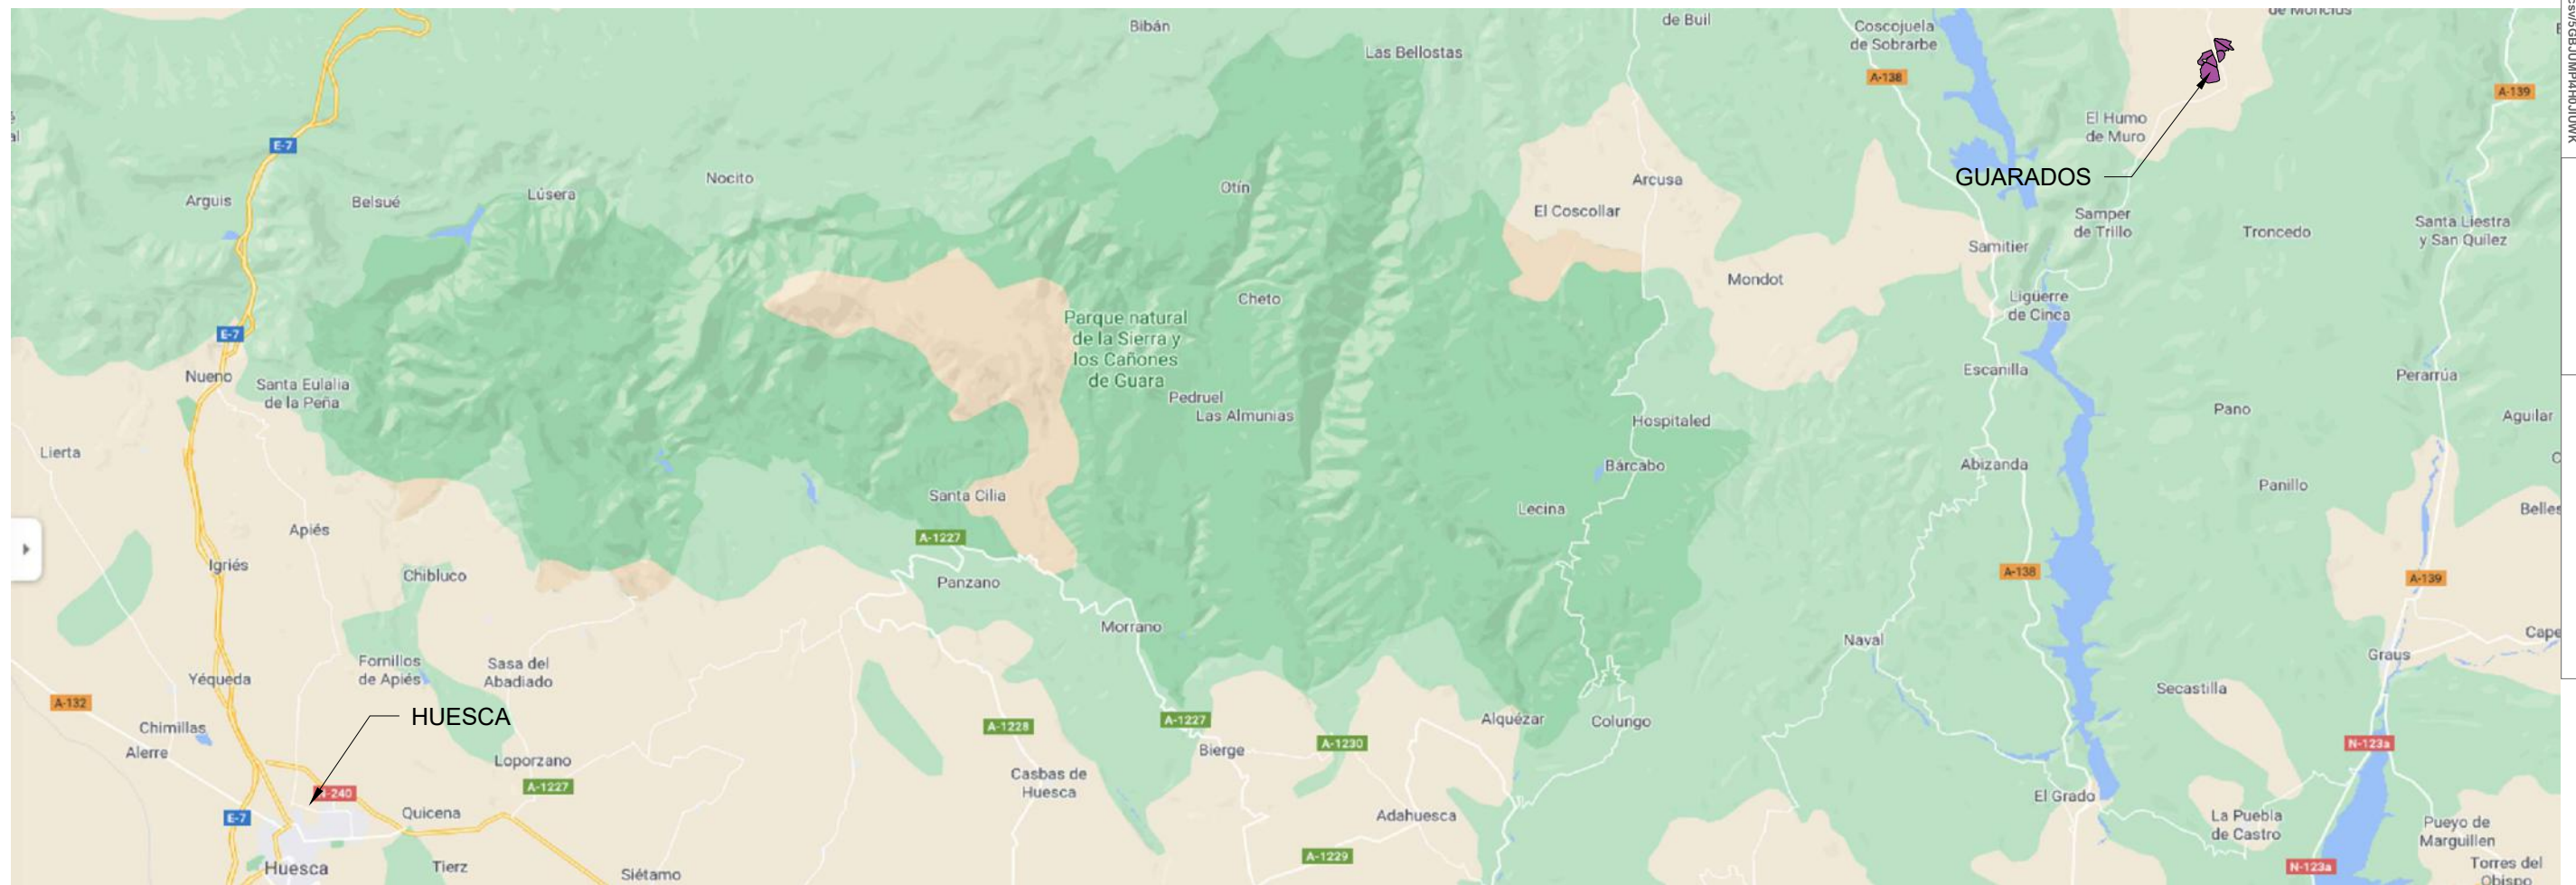 Bibán
de Buil
Coscojuela
de Sobrarbe
Las Bellostas
A-138
A-139
E-7
El Humo
de Muro
GUARADOS
Nocito
Arguis
Belsué
Lúsera
Otín
Arcusa
El Coscollar
Samper
de Trillo
Troncedo
Santa Liestra
y San Quilez
Samitier
Mondot
Cheto
Ligüerre
de Cinca
Parque natural
de la Sierra y
los Cañones
de Guara
E-7
Nueno
Santa Eulalia
de la Peña
Escanilla
Perarrúa
Pedruel
Las Almunias
Pano
Aguilar
Hospitaled
Lierta
Bárcabo
Abizanda
Panillo
Santa Cilia
Lecina
Belles
Apiés
A-1227
Igriés
Chibluco
Panzano
A-138
A-139
Morrano
Naval
Cape
Graus
Fornillos
de Apiés
Sasa del
Abadiado
Yéqueda
Secastilla
A-132
HUESCA
Chimillas
Alerre
A-1228
A-1227
Alquézar
Colungo
Bierge
A-1230
N-123a
Loporzano
A-1227
Casbas de
Huesca
-240
El Grado
E-7
Quicena
Adahuesca
La Puebla
de Castro
Pueyo de
Marguillen
Huesca
Tierz
Siétamo
A-1229
N-123a
Torres del
Obispo